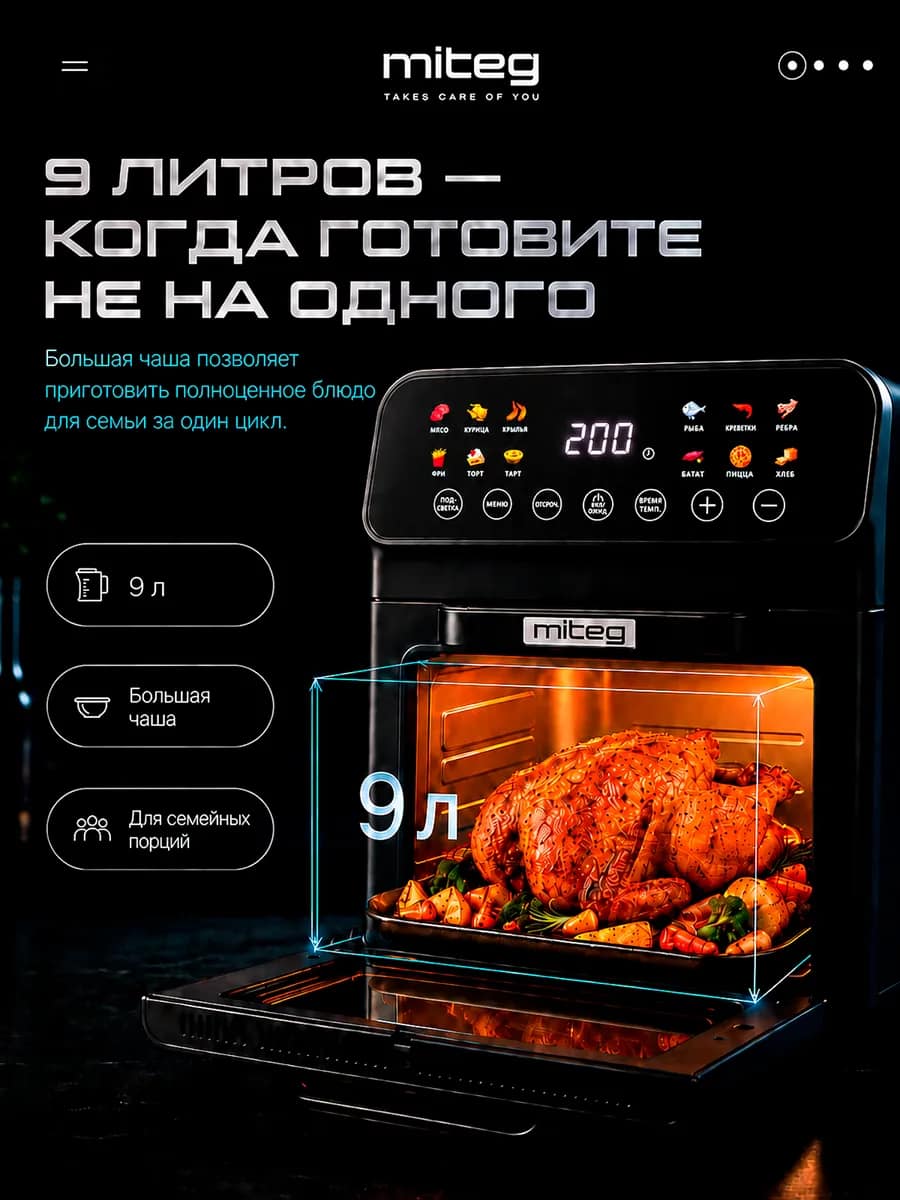 miteg
TAKES CARE OF YOU
9 ЛИТРОВ —
КОГДА ГОТОВИТЕ
НЕ НА ОДНОГО
Большая чаша позволяет
приготовить полноценное блюдо
для семьи за один цикл.
МЯСО КУРИЦА КРЫЛЬЯ
ФРИ ТОРТ ТАРТ
200
РЫБА КРЕВЕТКИ РЕБРА
БАТАТ ПИЦЦА ХЛЕБ
ПОД-
СВЕТКА
МЕНЮ
ОТСРОЧ.
ВКЛ/
ОЖИД
ВРЕМЯ
ТЕМП.
+
−
miteg
9 л
Большая
чаша
Для семейных
порций
9 л